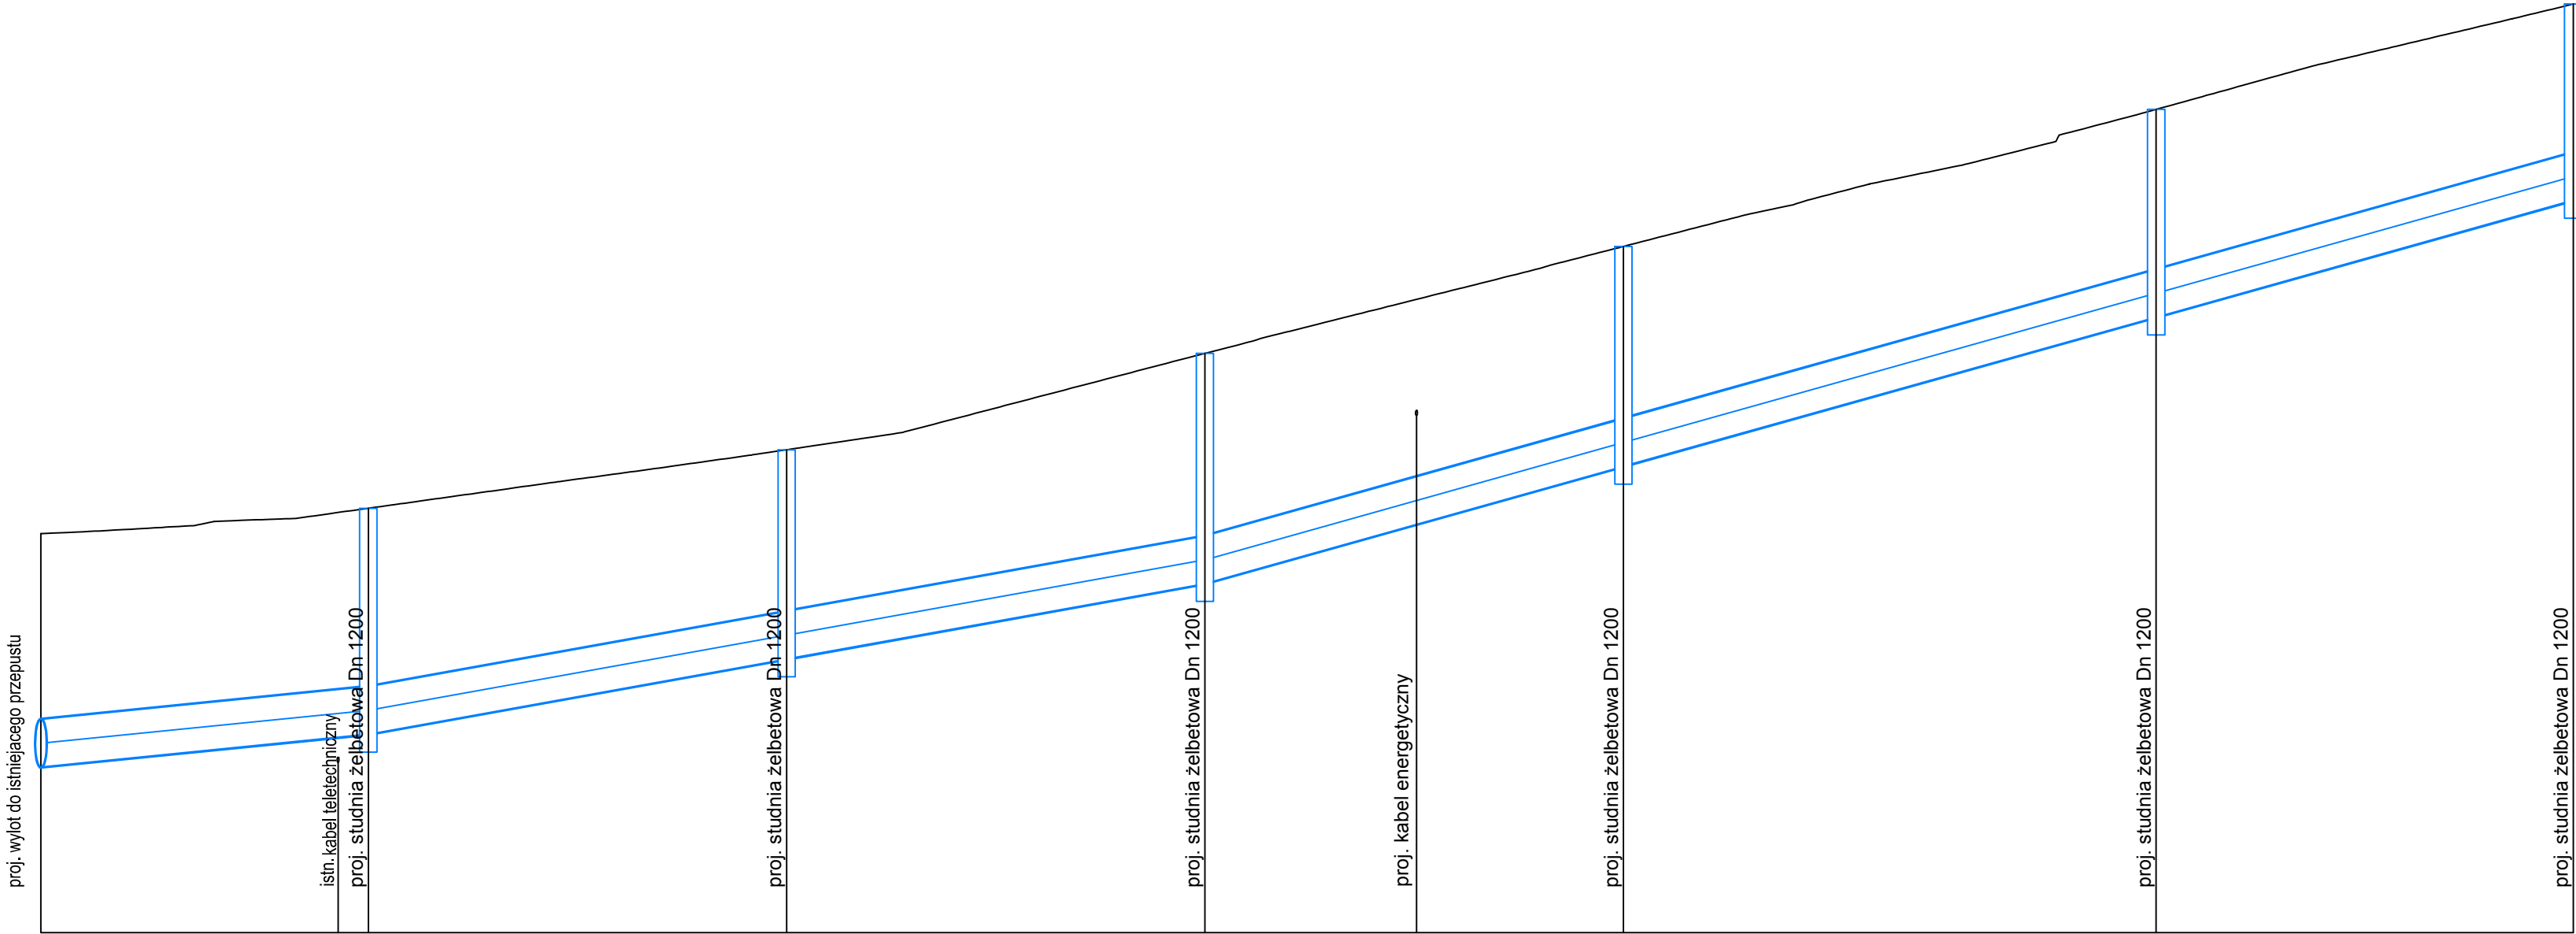 proj. wylot do istniejacego przepustu
istn. kabel teletechniczny
proj. studnia żelbetowa Dn 1200
proj. studnia żelbetowa Dn 1200
proj. studnia żelbetowa Dn 1200
proj. kabel energetyczny
proj. studnia żelbetowa Dn 1200
proj. studnia żelbetowa Dn 1200
proj. studnia żelbetowa Dn 1200